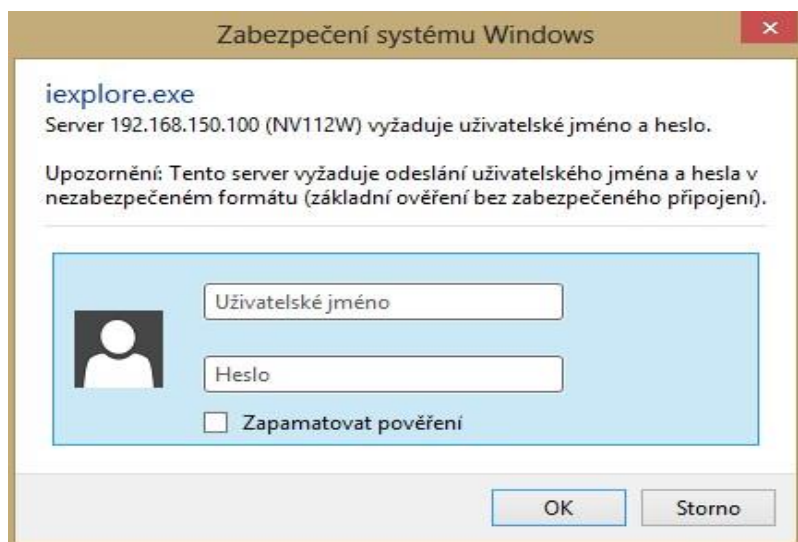 Zabezpečení systému Windows
iexplore.exe
Server 192.168.150.100 (NV112W) vyžaduje uživatelské jméno a heslo.
Upozornění: Tento server vyžaduje odeslání uživatelského jména a hesla v
nezabezpečeném formátu (základní ověření bez zabezpečeného připojení).
Uživatelské jméno
Heslo
Zapamatovat pověření
OK
Storno